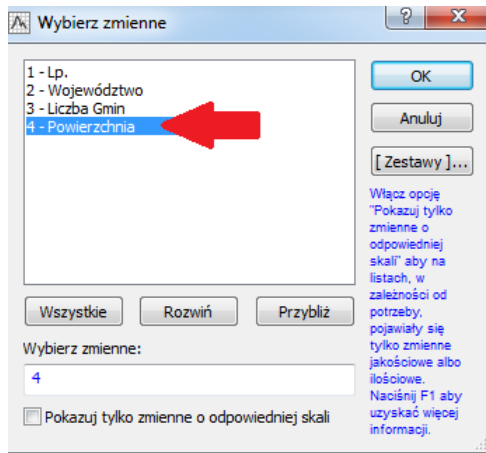 Wybierz zmienne
1 - Lp.
2 - Województwo
3 - Liczba Gmin
4 - Powierzchnia
OK
Anuluj
[ Zestawy ]...
Włącz opcję
"Pokazuj tylko
zmienne o
odpowiedniej
skali" aby na
listach, w
zależności od
potrzeby,
pojawiały się
tylko zmienne
jakościowe albo
ilościowe.
Naciśnij F1 aby
uzyskać więcej
informacji.
Wszystkie
Rozwiń
Przybliż
Wybierz zmienne:
4
Pokazuj tylko zmienne o odpowiedniej skali